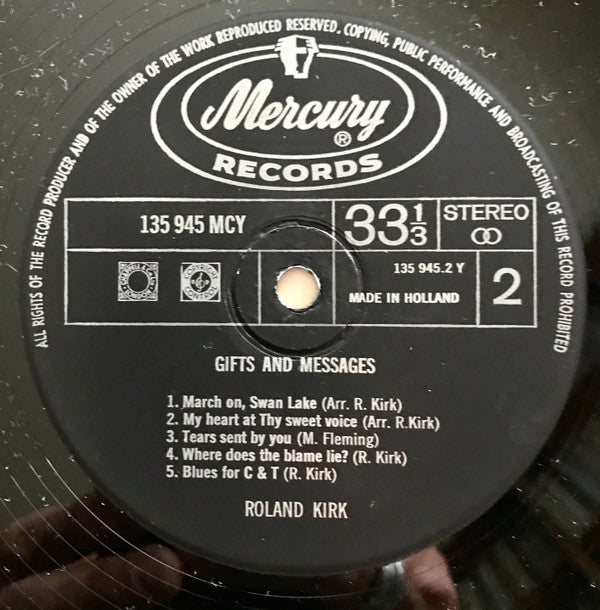 ALL RIGHTS OF THE RECORD PRODUCER AND OF THE OWNER OF THE WORK REPRODUCED RESERVED. COPYING, PUBLIC PERFORMANCE AND BROADCASTING OF THIS RECORD PROHIBITED
Mercury ®
RECORDS
135 945 MCY
33 1/3
STEREO
135 945.2 Y
MADE IN HOLLAND
2
GIFTS AND MESSAGES
1. March on, Swan Lake (Arr. R. Kirk)
2. My heart at Thy sweet voice (Arr. R.Kirk)
3. Tears sent by you (M. Fleming)
4. Where does the blame lie? (R. Kirk)
5. Blues for C & T (R. Kirk)
ROLAND KIRK